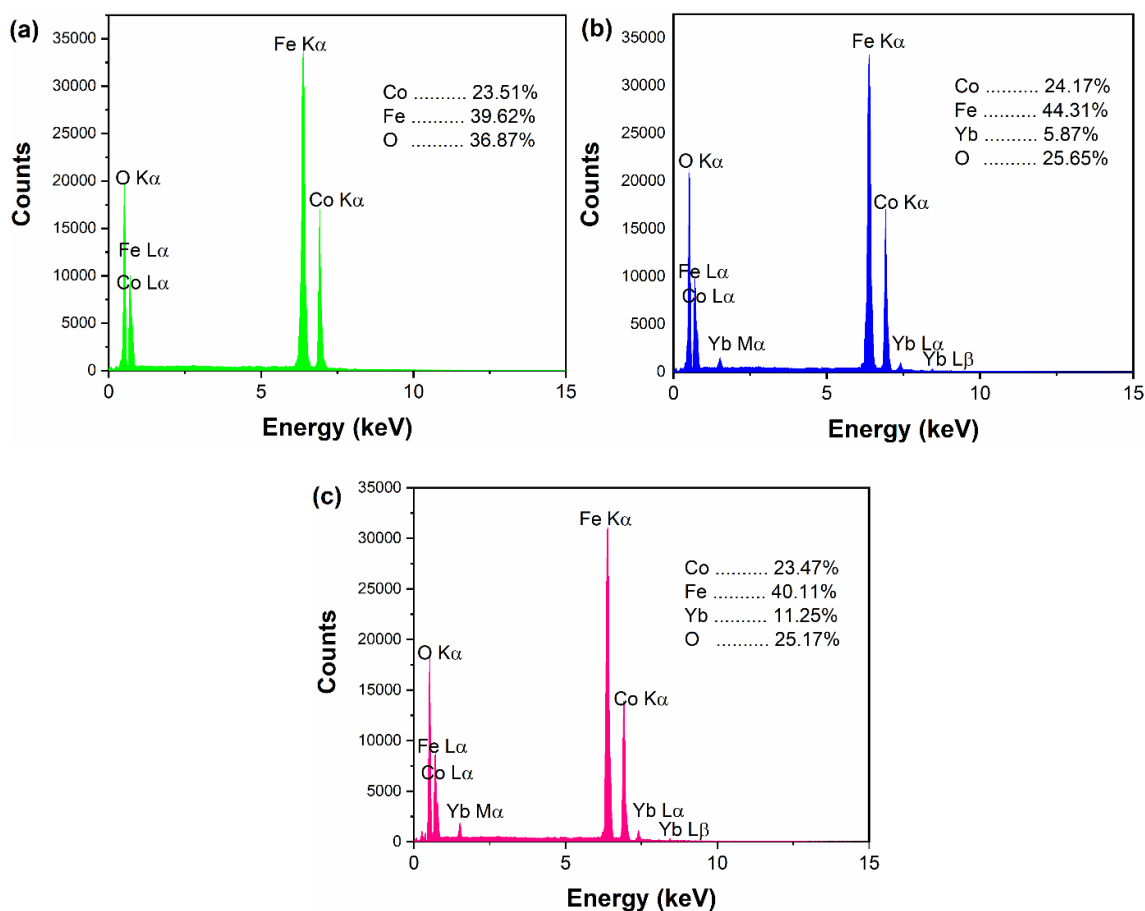 (a)
35000
30000
25000
20000
15000
10000
5000
0
Counts
Fe Kα
Co .......... 23.51%
Fe .......... 39.62%
O .......... 36.87%
O Kα
Co Kα
Fe Lα
Co Lα
0
5
10
15
Energy (keV)
(b)
35000
30000
25000
20000
15000
10000
5000
0
Counts
Fe Kα
Co .......... 24.17%
Fe .......... 44.31%
Yb .......... 5.87%
O .......... 25.65%
O Kα
Co Kα
Fe Lα
Co Lα
Yb Mα
Yb Lα
Yb Lβ
0
5
10
15
Energy (keV)
(c)
35000
30000
25000
20000
15000
10000
5000
0
Counts
Fe Kα
Co .......... 23.47%
Fe .......... 40.11%
Yb .......... 11.25%
O .......... 25.17%
O Kα
Co Kα
Fe Lα
Co Lα
Yb Mα
Yb Lα
Yb Lβ
0
5
10
15
Energy (keV)